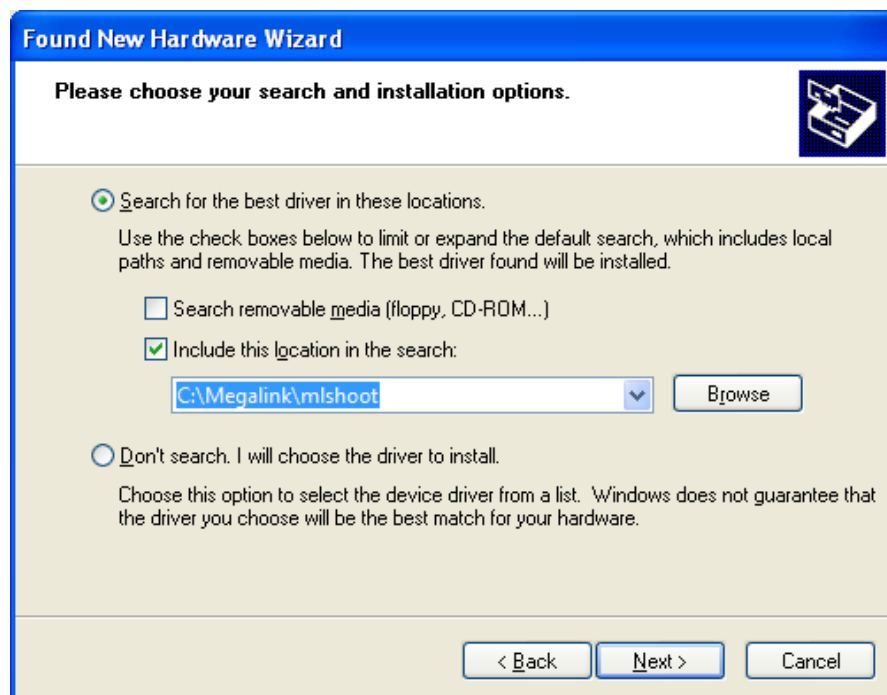 Found New Hardware Wizard
Please choose your search and installation options.
Search for the best driver in these locations.
Use the check boxes below to limit or expand the default search, which includes local
paths and removable media. The best driver found will be installed.
Search removable media (floppy, CD-ROM...)
Include this location in the search:
C:\Megalink\mlshoot
Browse
Don't search. I will choose the driver to install.
Choose this option to select the device driver from a list. Windows does not guarantee that
the driver you choose will be the best match for your hardware.
< Back
Next >
Cancel